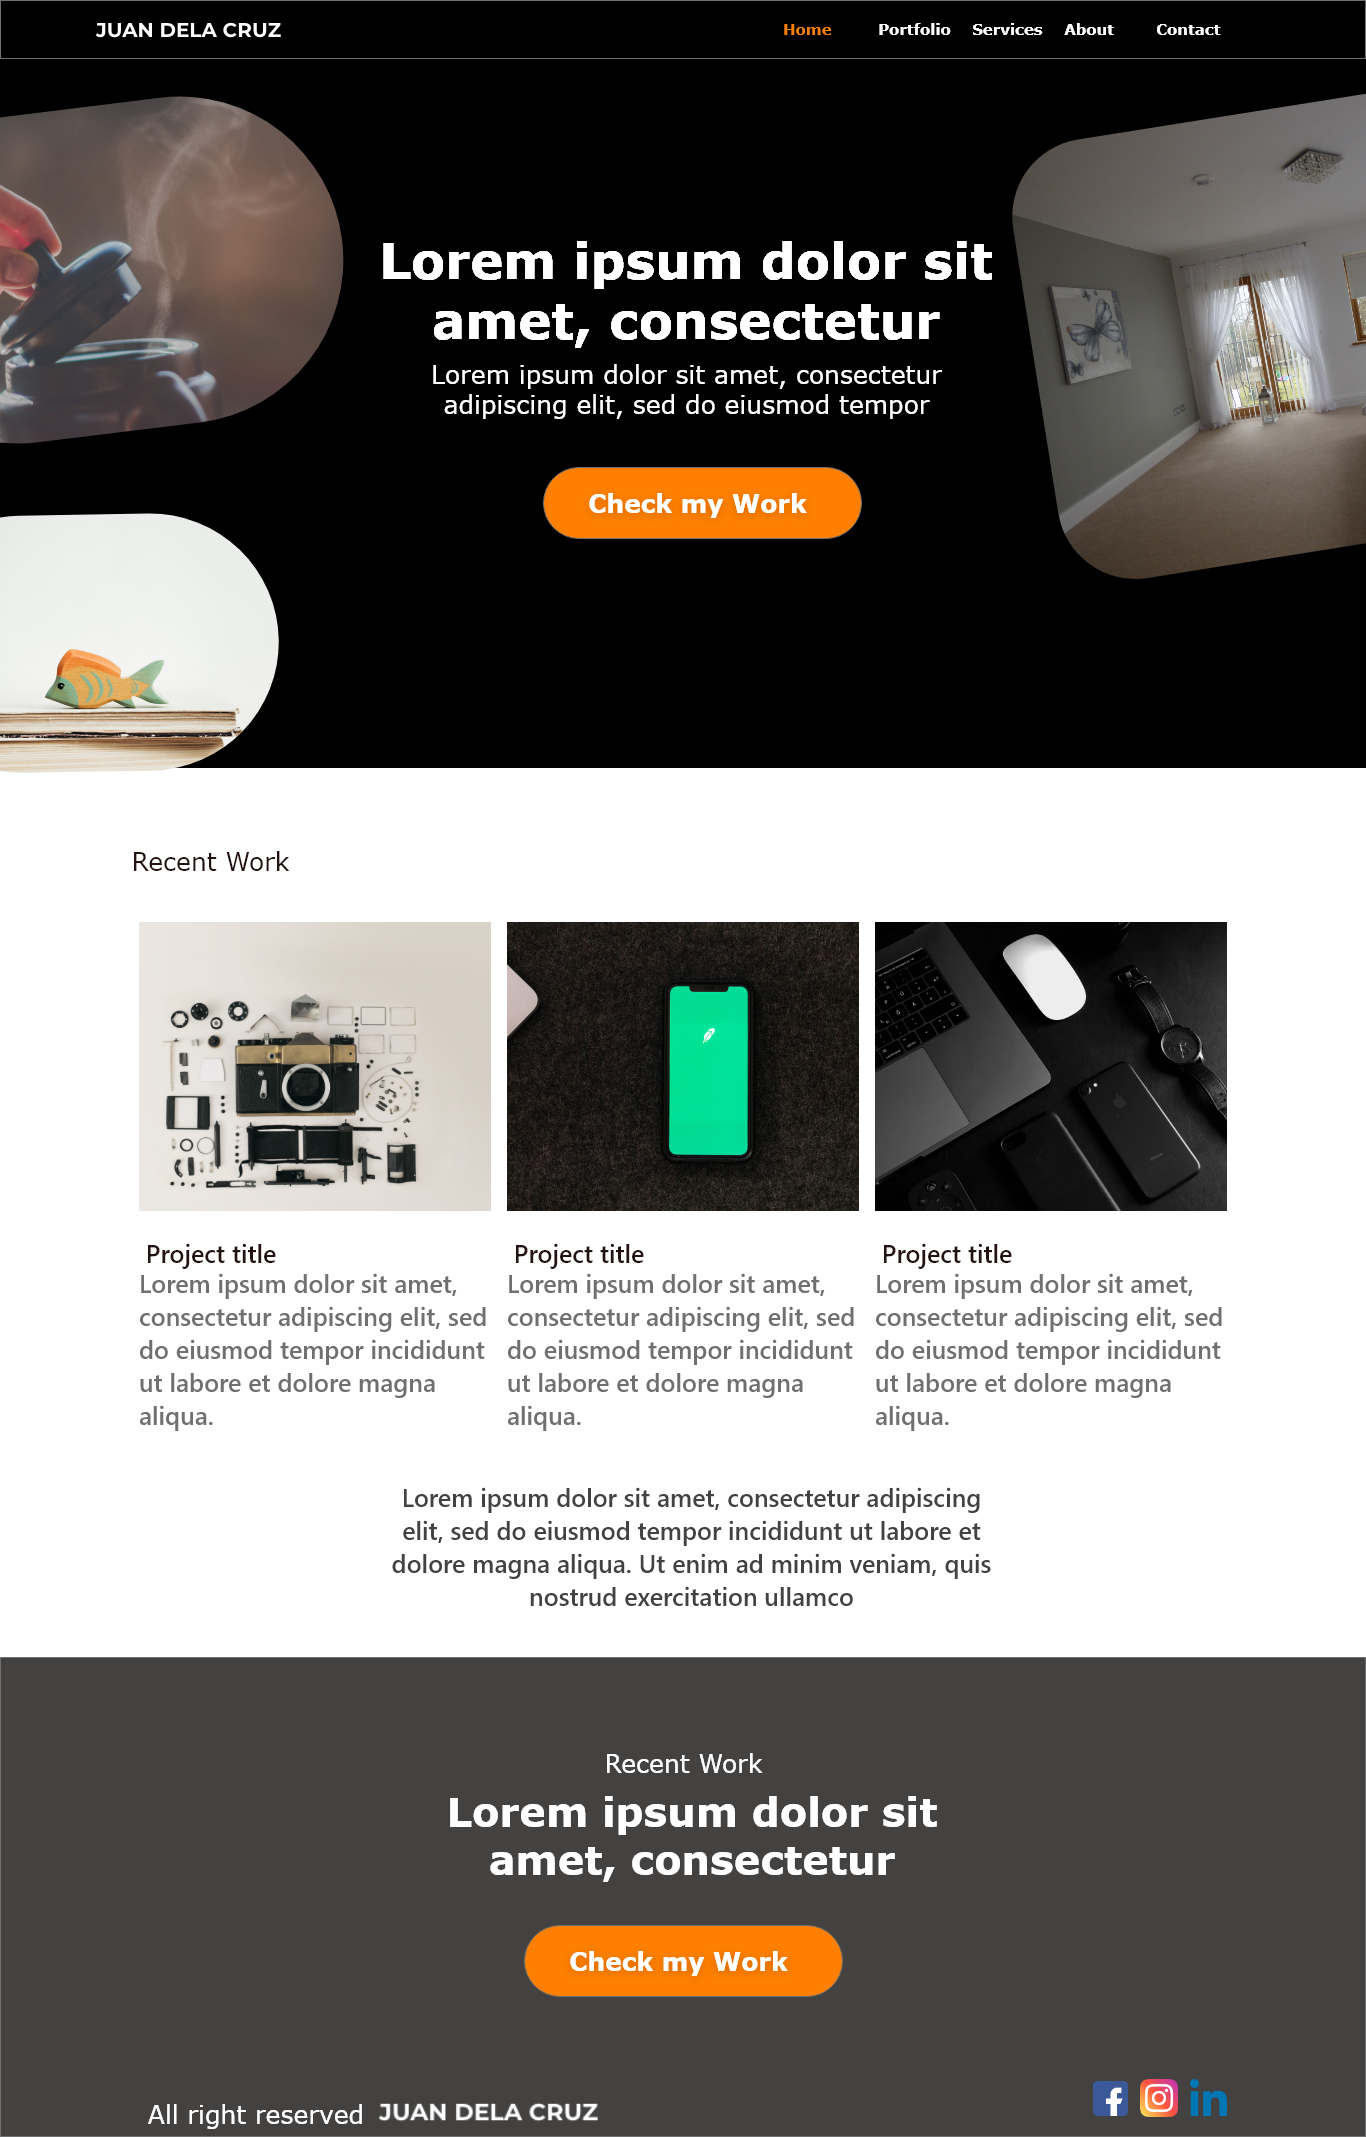 JUAN DELA CRUZ
Home Portfolio Services About Contact
Lorem ipsum dolor sit
amet, consectetur
Lorem ipsum dolor sit amet, consectetur
adipiscing elit, sed do eiusmod tempor
Check my Work
Recent Work
Project title
Lorem ipsum dolor sit amet,
consectetur adipiscing elit, sed
do eiusmod tempor incididunt
ut labore et dolore magna
aliqua.
Project title
Lorem ipsum dolor sit amet,
consectetur adipiscing elit, sed
do eiusmod tempor incididunt
ut labore et dolore magna
aliqua.
Project title
Lorem ipsum dolor sit amet,
consectetur adipiscing elit, sed
do eiusmod tempor incididunt
ut labore et dolore magna
aliqua.
Lorem ipsum dolor sit amet, consectetur adipiscing
elit, sed do eiusmod tempor incididunt ut labore et
dolore magna aliqua. Ut enim ad minim veniam, quis
nostrud exercitation ullamco
Recent Work
Lorem ipsum dolor sit
amet, consectetur
Check my Work
All right reserved JUAN DELA CRUZ
f in